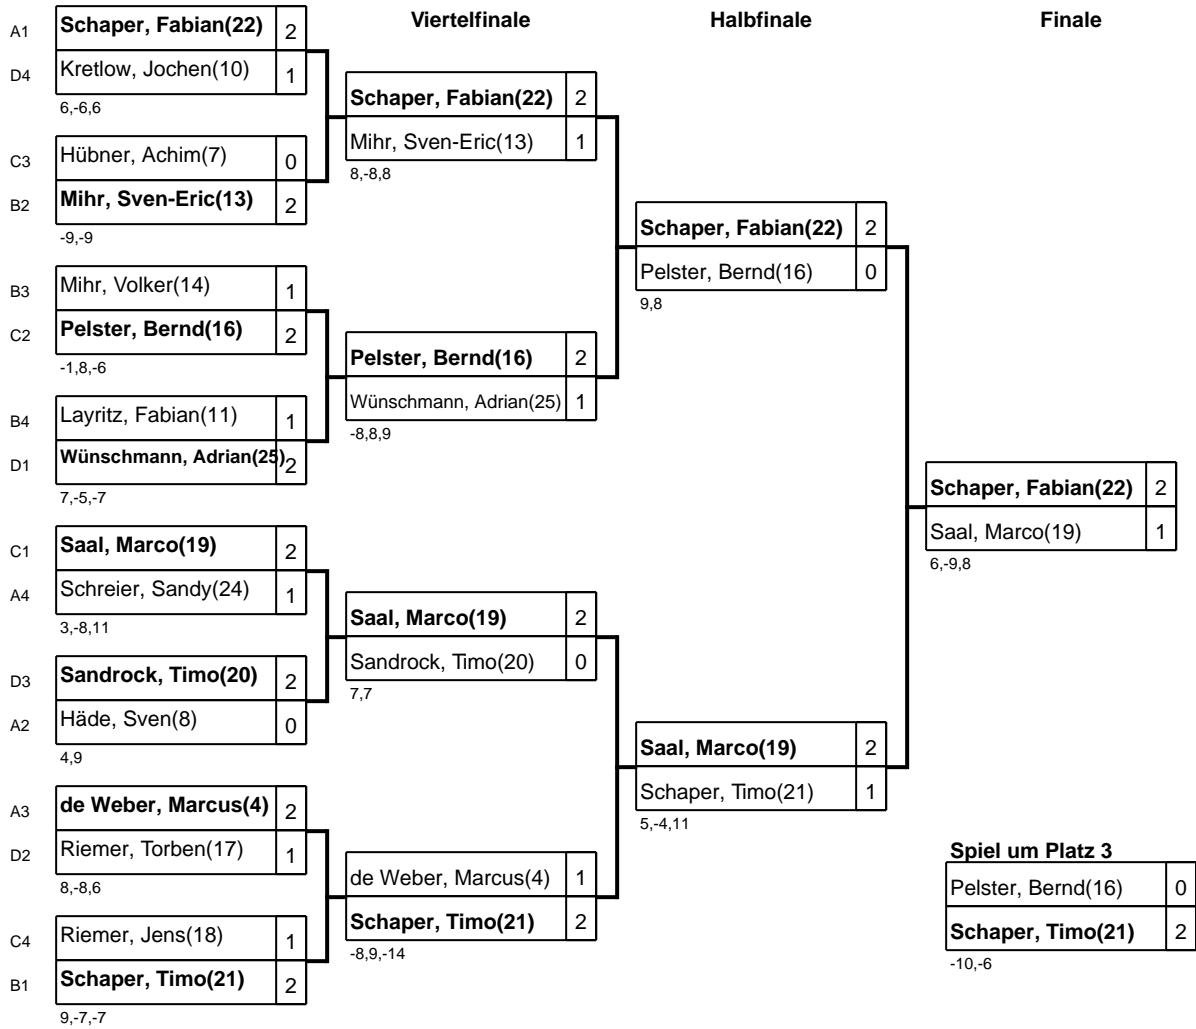 Viertelfinale
Halbfinale
Finale
A1 Schaper, Fabian(22) 2
D4 Kretlow, Jochen(10) 1
6,-6,6
C3 Hübner, Achim(7) 0
B2 Mihr, Sven-Eric(13) 2
-9,-9
B3 Mihr, Volker(14) 1
C2 Pelster, Bernd(16) 2
-1,8,-6
B4 Layritz, Fabian(11) 1
D1 Wünschmann, Adrian(25) 2
7,-5,-7
C1 Saal, Marco(19) 2
A4 Schreier, Sandy(24) 1
3,-8,11
D3 Sandrock, Timo(20) 2
A2 Häde, Sven(8) 0
4,9
A3 de Weber, Marcus(4) 2
D2 Riemer, Torben(17) 1
8,-8,6
C4 Riemer, Jens(18) 1
B1 Schaper, Timo(21) 2
9,-7,-7
Schaper, Fabian(22) 2
Mihr, Sven-Eric(13) 1
8,-8,8
Pelster, Bernd(16) 2
Wünschmann, Adrian(25) 1
-8,8,9
Saal, Marco(19) 2
Sandrock, Timo(20) 0
7,7
de Weber, Marcus(4) 1
Schaper, Timo(21) 2
-8,9,-14
Schaper, Fabian(22) 2
Pelster, Bernd(16) 0
9,8
Saal, Marco(19) 2
Schaper, Timo(21) 1
5,-4,11
Schaper, Fabian(22) 2
Saal, Marco(19) 1
6,-9,8
Spiel um Platz 3
Pelster, Bernd(16) 0
Schaper, Timo(21) 2
-10,-6